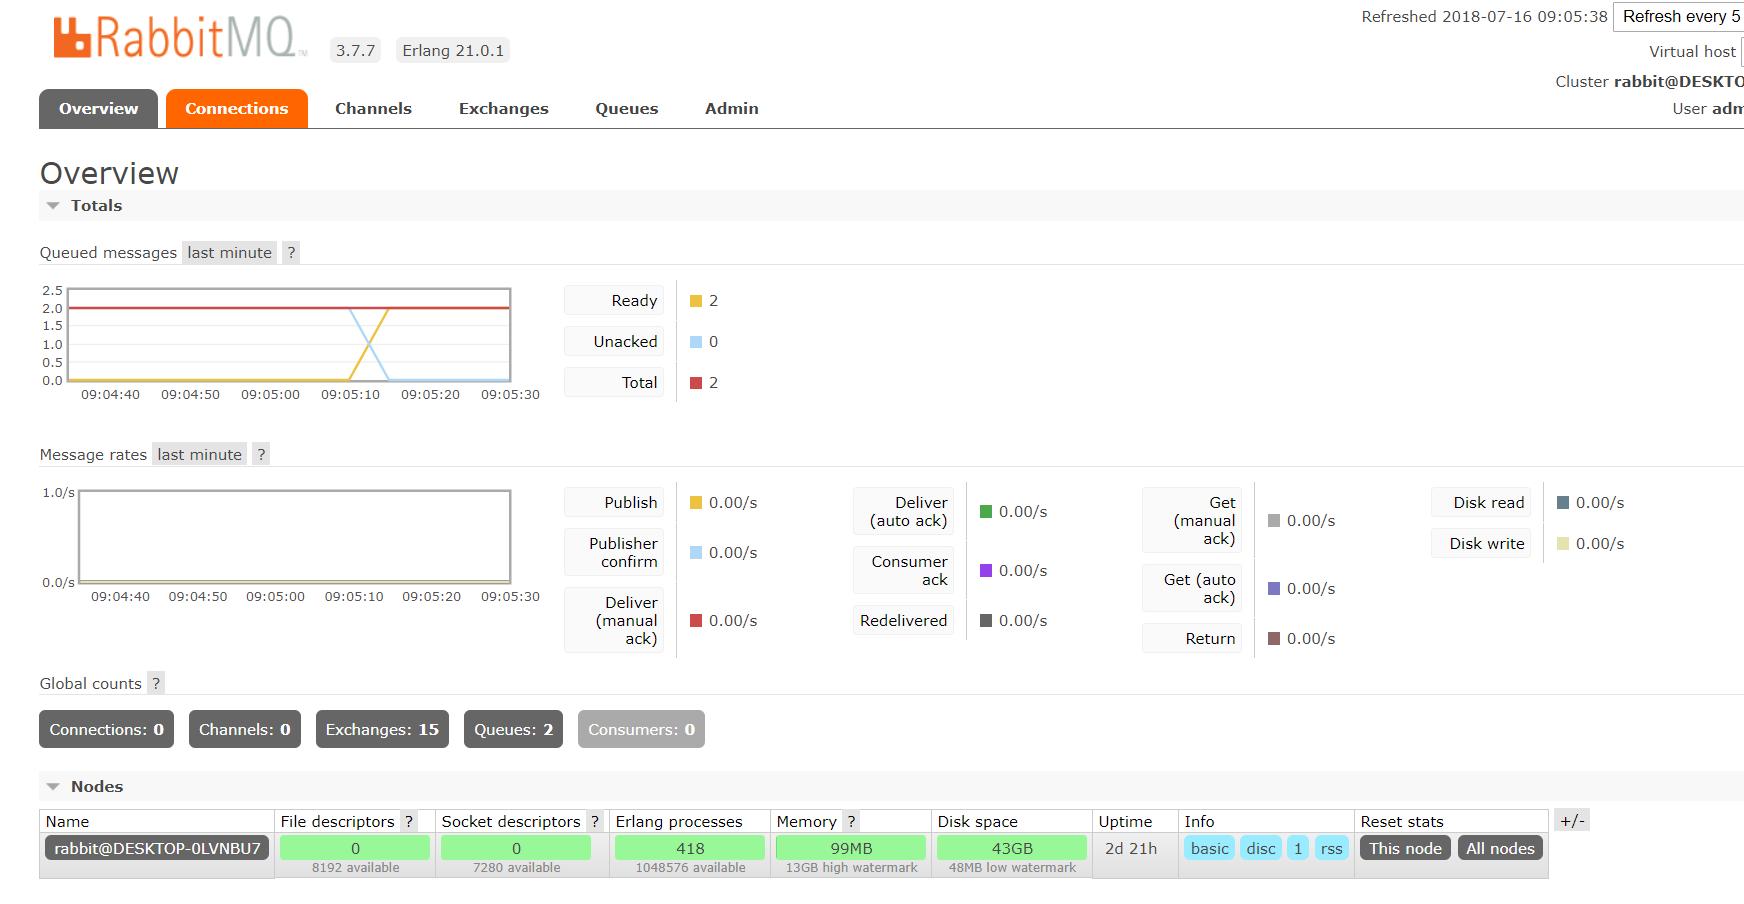 RabbitMQ TM 3.7.7 Erlang 21.0.1
Refreshed 2018-07-16 09:05:38 Refresh every 5
Virtual host
Cluster rabbit@DESKTO
User adm
Overview Connections Channels Exchanges Queues Admin
Overview
Totals
Queued messages last minute ?
2.5
2.0
1.5
1.0
0.5
0.0
09:04:40 09:04:50 09:05:00 09:05:10 09:05:20 09:05:30
Ready 2
Unacked 0
Total 2
Message rates last minute ?
1.0/s
0.0/s
09:04:40 09:04:50 09:05:00 09:05:10 09:05:20 09:05:30
Publish 0.00/s
Publisher
confirm 0.00/s
Deliver
(manual
ack) 0.00/s
Deliver
(auto ack) 0.00/s
Consumer
ack 0.00/s
Redelivered 0.00/s
Get
(manual
ack) 0.00/s
Get (auto
ack) 0.00/s
Return 0.00/s
Disk read 0.00/s
Disk write 0.00/s
Global counts ?
Connections: 0 Channels: 0 Exchanges: 15 Queues: 2 Consumers: 0
Nodes
Name File descriptors ? Socket descriptors ? Erlang processes Memory ? Disk space Uptime Info Reset stats +/-
rabbit@DESKTOP-0LVNBU7 0 0 418 99MB 43GB 2d 21h basic disc 1 rss This node All nodes
8192 available 7280 available 1048576 available 13GB high watermark 48MB low watermark